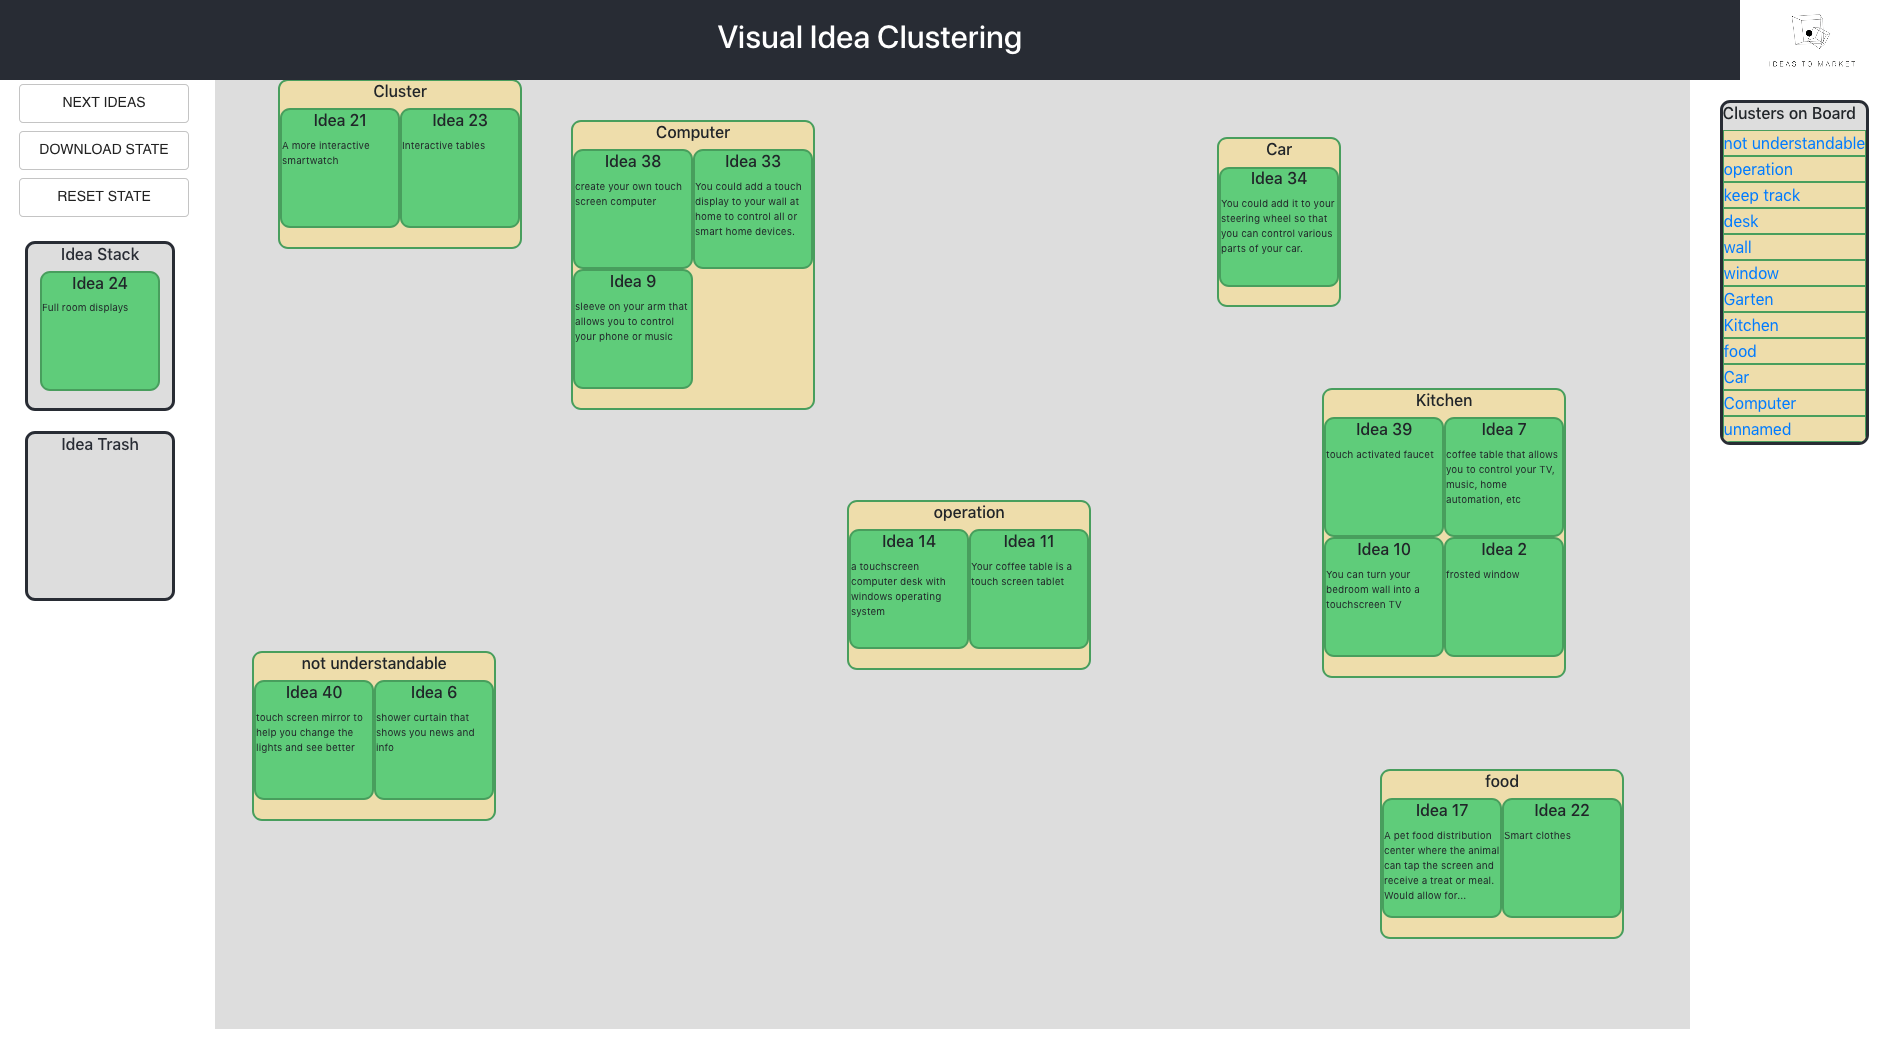 Visual Idea Clustering
IDEAS TO MARKET
NEXT IDEAS
DOWNLOAD STATE
RESET STATE
Idea Stack
Idea 24
Full room displays
Idea Trash
Cluster
Idea 21
A more interactive
smartwatch
Idea 23
Interactive tables
Computer
Idea 38
create your own touch
screen computer
Idea 33
You could add a touch
display to your wall at
home to control all or
smart home devices.
Idea 9
sleeve on your arm that
allows you to control
your phone or music
Car
Idea 34
You could add it to your
steering wheel so that
you can control various
parts of your car.
Kitchen
Idea 39
touch activated faucet
Idea 7
coffee table that allows
you to control your TV,
music, home
automation, etc
Idea 10
You can turn your
bedroom wall into a
touchscreen TV
Idea 2
frosted window
operation
Idea 14
a touchscreen
computer desk with
windows operating
system
Idea 11
Your coffee table is a
touch screen tablet
not understandable
Idea 40
touch screen mirror to
help you change the
lights and see better
Idea 6
shower curtain that
shows you news and
info
food
Idea 17
A pet food distribution
center where the animal
can tap the screen and
receive a treat or meal.
Would allow for...
Idea 22
Smart clothes
Clusters on Board
not understandable
operation
keep track
desk
wall
window
Garten
Kitchen
food
Car
Computer
unnamed